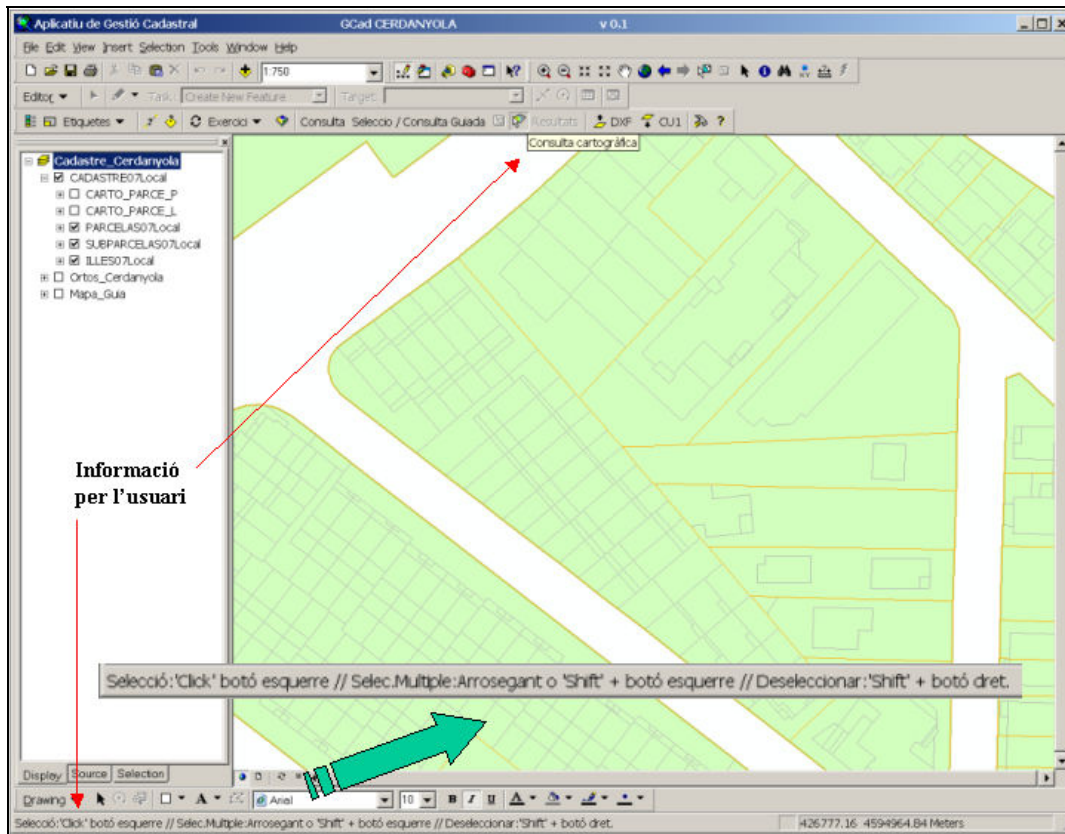 Aplicatiu de Gestió Cadastral GCad CERDANYOLA v 0.1
File Edit View Insert Selection Tools Window Help
1:750
Editor Task: Create New Feature Target:
Etiquetes Exercici Consulta Seleccio / Consulta Guiada Resultats DXF CU1 ?
Consulta cartogràfica
Cadastre_Cerdanyola
CADASTRE07Local
CARTO_PARCE_P
CARTO_PARCE_L
PARCELAS07Local
SUBPARCELAS07Local
ILLES07Local
Ortos_Cerdanyola
Mapa_Guia
Informació
per l'usuari
Selecció:'Click' botó esquerre // Selec.Multiple:Arrosegant o 'Shift' + botó esquerre // Deseleccionar:'Shift' + botó dret.
Display Source Selection
Drawing A Arial 10 B I U A
Selecció:'Click' botó esquerre // Selec.Multiple:Arrosegant o 'Shift' + botó esquerre // Deseleccionar:'Shift' + botó dret. 426777.16 4594964.84 Meters